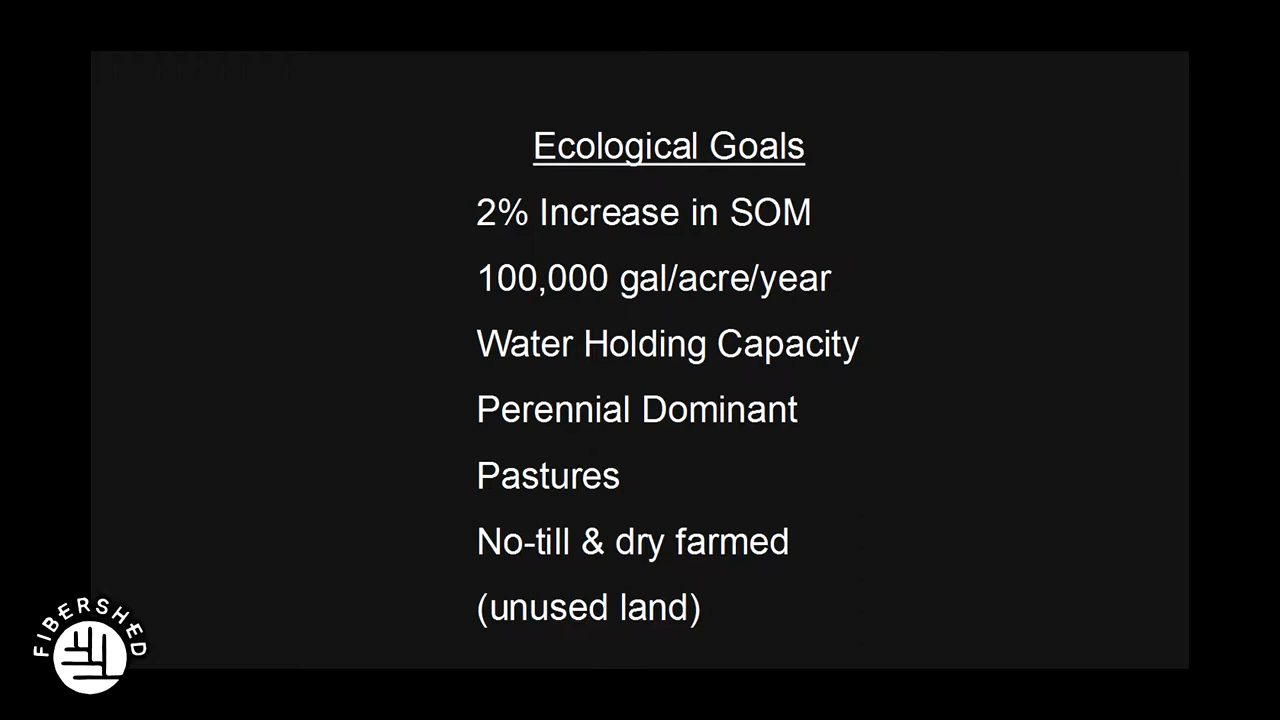 Ecological Goals
2% Increase in SOM
100,000 gal/acre/year
Water Holding Capacity
Perennial Dominant
Pastures
No-till & dry farmed
(unused land)
FIBERSHED